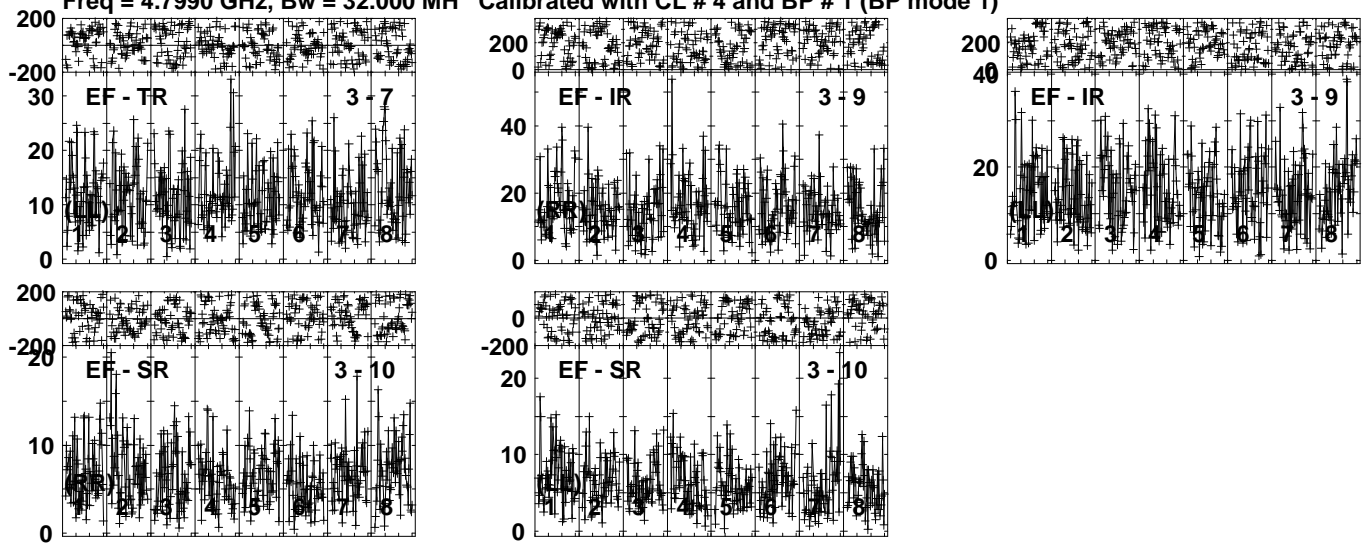 Freq = 4.7990 GHz, Bw = 32.000 MH Calibrated with CL # 4 and BP # 1 (BP mode 1)
200
-200
30
20
10
0
EF - TR 3 - 7
(LL)
1 2 3 4 5 6 7 8
200
0
40
20
0
EF - IR 3 - 9
(RR)
1 2 3 4 5 6 7 8
200
0
40
20
0
EF - IR 3 - 9
(LL)
1 2 3 4 5 6 7 8
200
-200
20
10
0
EF - SR 3 - 10
(RR)
1 2 3 4 5 6 7 8
0
-200
20
10
0
EF - SR 3 - 10
(LL)
1 2 3 4 5 6 7 8